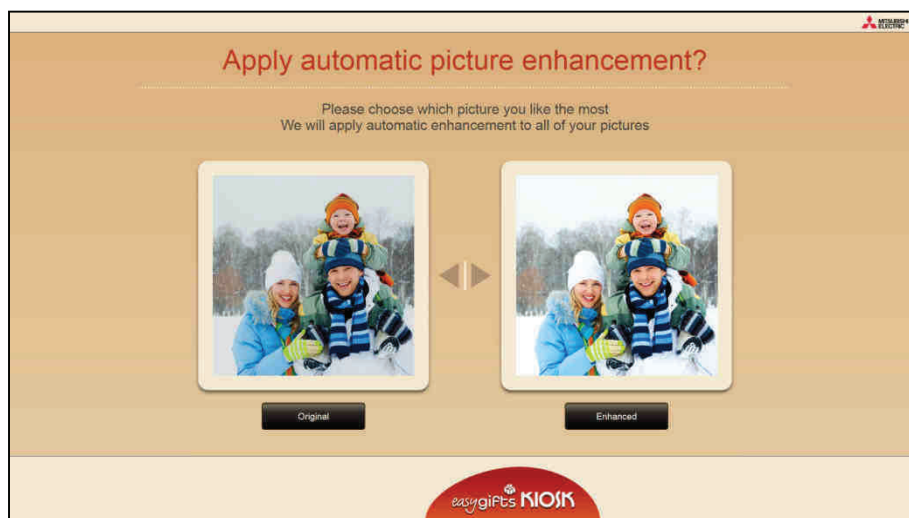 MITSUBISHI
ELECTRIC
Apply automatic picture enhancement?
Please choose which picture you like the most
We will apply automatic enhancement to all of your pictures
Original
Enhanced
easygifts KIOSK